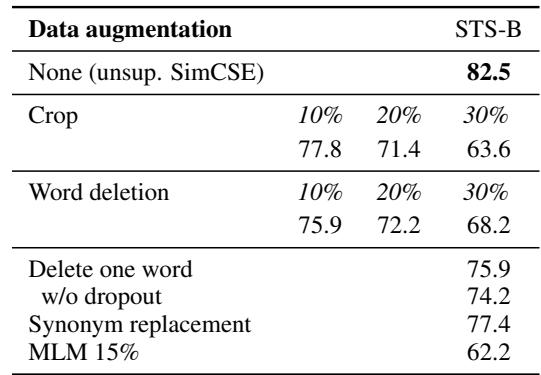 Data augmentation STS-B
None (unsup. SimCSE) 82.5
Crop 10% 20% 30%
77.8 71.4 63.6
Word deletion 10% 20% 30%
75.9 72.2 68.2
Delete one word 75.9
w/o dropout 74.2
Synonym replacement 77.4
MLM 15% 62.2